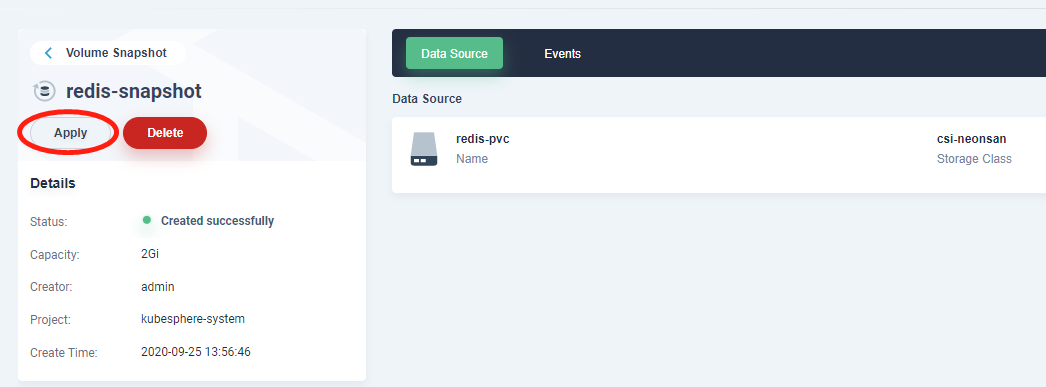 Volume Snapshot
redis-snapshot
Apply Delete
Details
Status: Created successfully
Capacity: 2Gi
Creator: admin
Project: kubesphere-system
Create Time: 2020-09-25 13:56:46
Data Source Events
Data Source
redis-pvc csi-neonsan
Name Storage Class